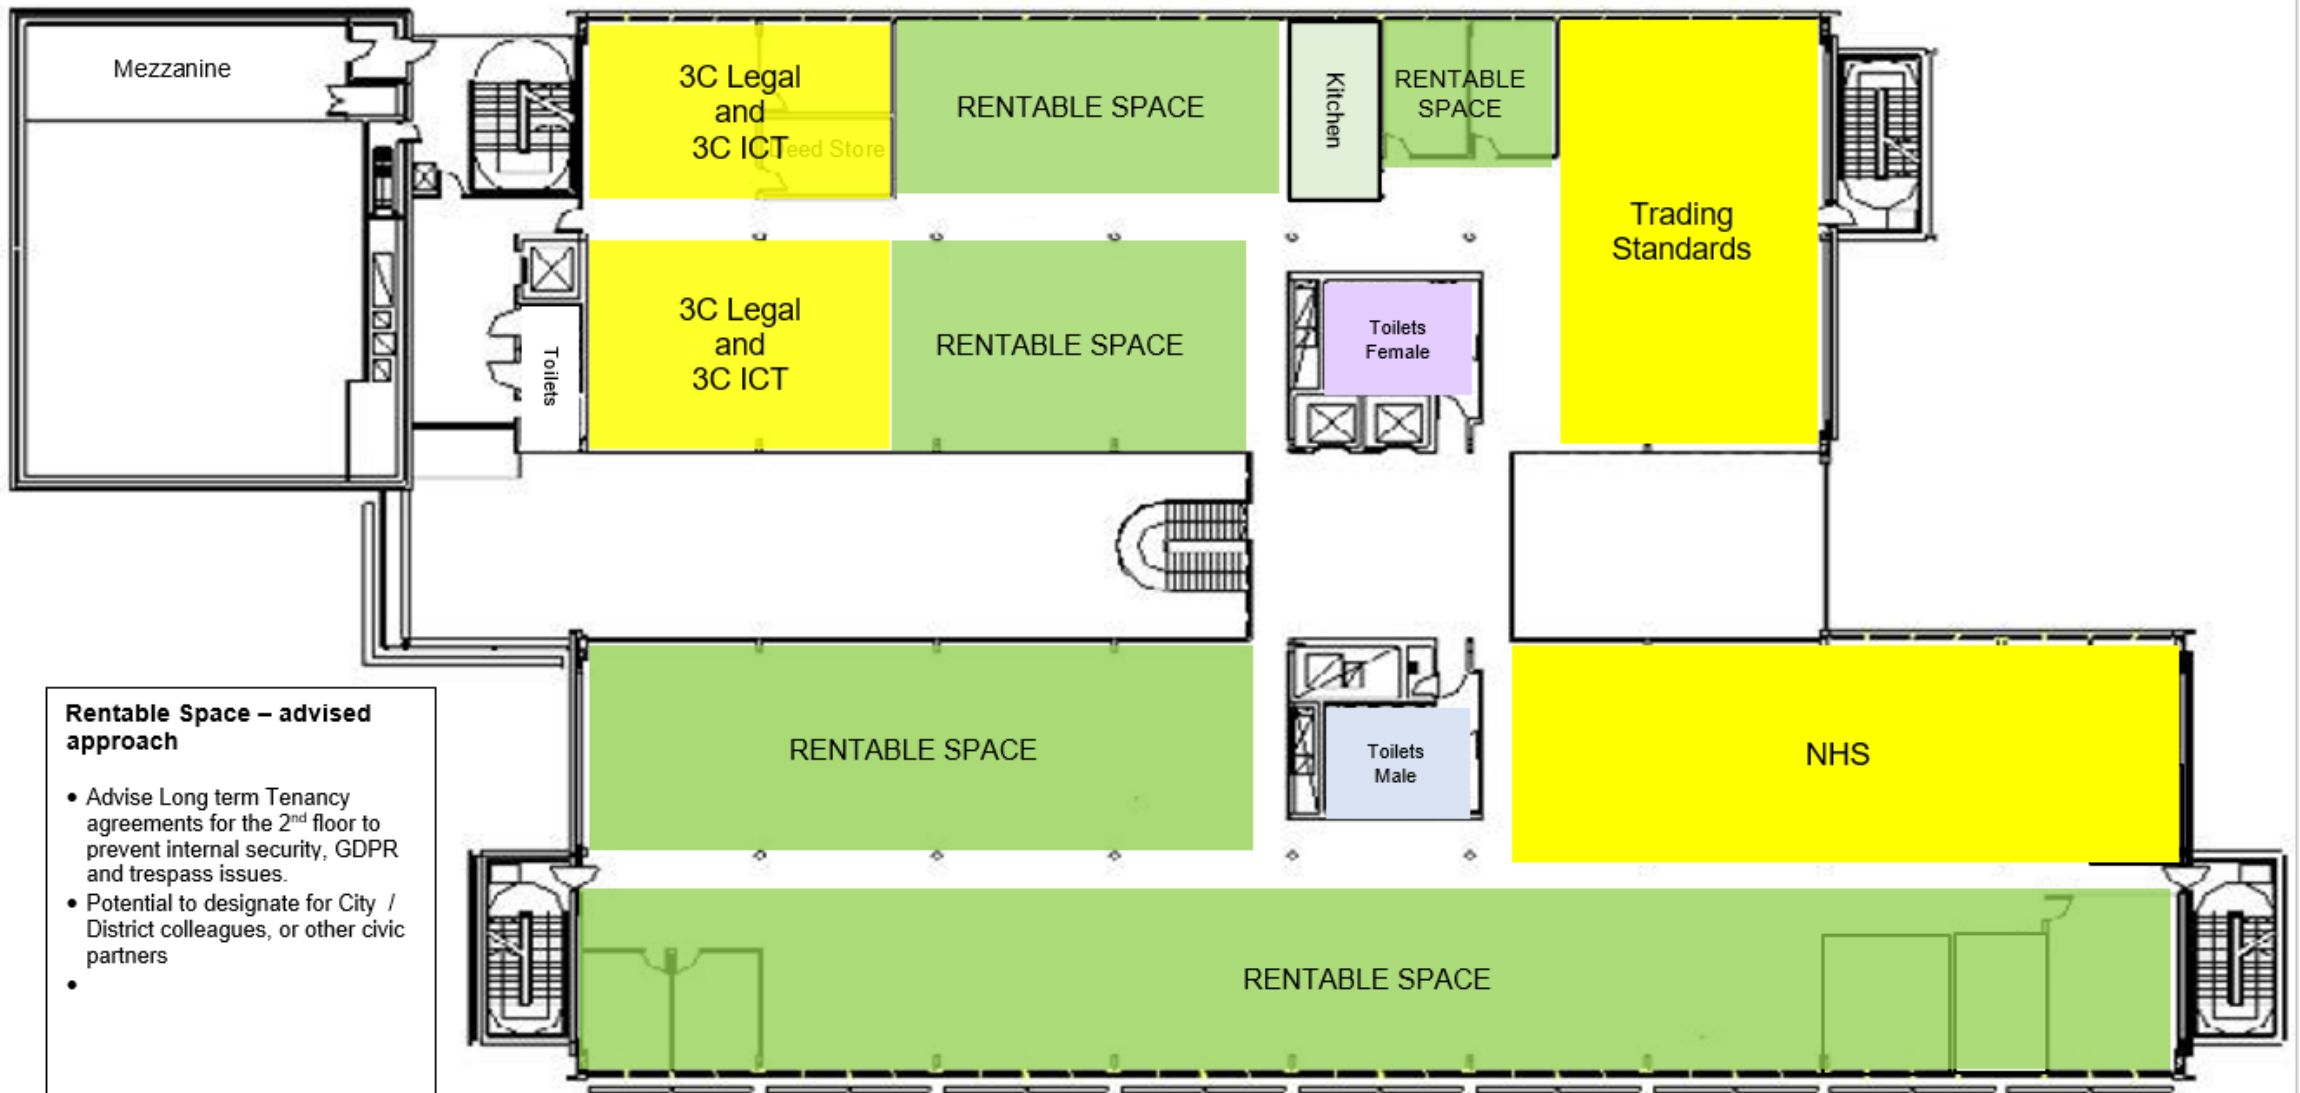 Mezzanine
3C Legal
and
3C ICT
Deed Store
RENTABLE SPACE
Kitchen
RENTABLE
SPACE
Trading
Standards
Toilets
3C Legal
and
3C ICT
RENTABLE SPACE
Toilets
Female
RENTABLE SPACE
Toilets
Male
NHS
Rentable Space – advised
approach
• Advise Long term Tenancy
agreements for the 2nd floor to
prevent internal security, GDPR
and trespass issues.
• Potential to designate for City /
District colleagues, or other civic
partners
•
RENTABLE SPACE